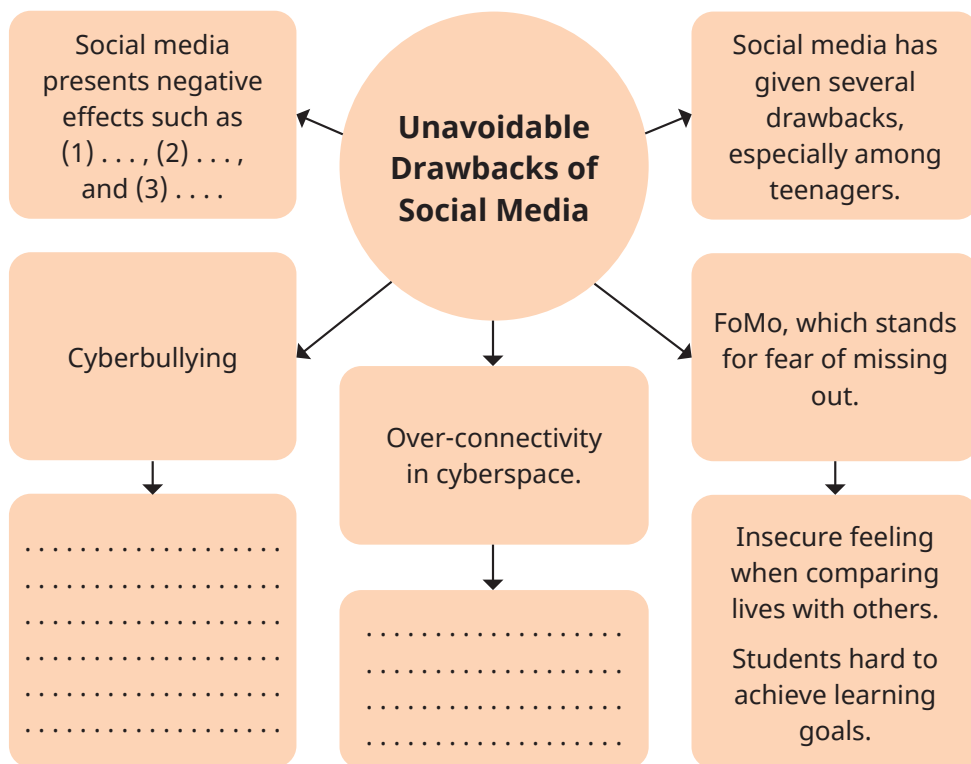 Social media
presents negative
effects such as
(1) . . . , (2) . . . ,
and (3) . . . .
Unavoidable
Drawbacks of
Social Media
Social media has
given several
drawbacks,
especially among
teenagers.
Cyberbullying
Over-connectivity
in cyberspace.
FoMo, which stands
for fear of missing
out.
. . . . . . . . . . . . . . . . . . .
. . . . . . . . . . . . . . . . . . .
. . . . . . . . . . . . . . . . . . .
. . . . . . . . . . . . . . . . . . .
. . . . . . . . . . . . . . . . . . .
. . . . . . . . . . . . . . . . . . .
. . . . . . . . . . . . . . . . . . .
. . . . . . . . . . . . . . . . . . .
. . . . . . . . . . . . . . . . . . .
. . . . . . . . . . . . . . . . . . .
Insecure feeling
when comparing
lives with others.
Students hard to
achieve learning
goals.